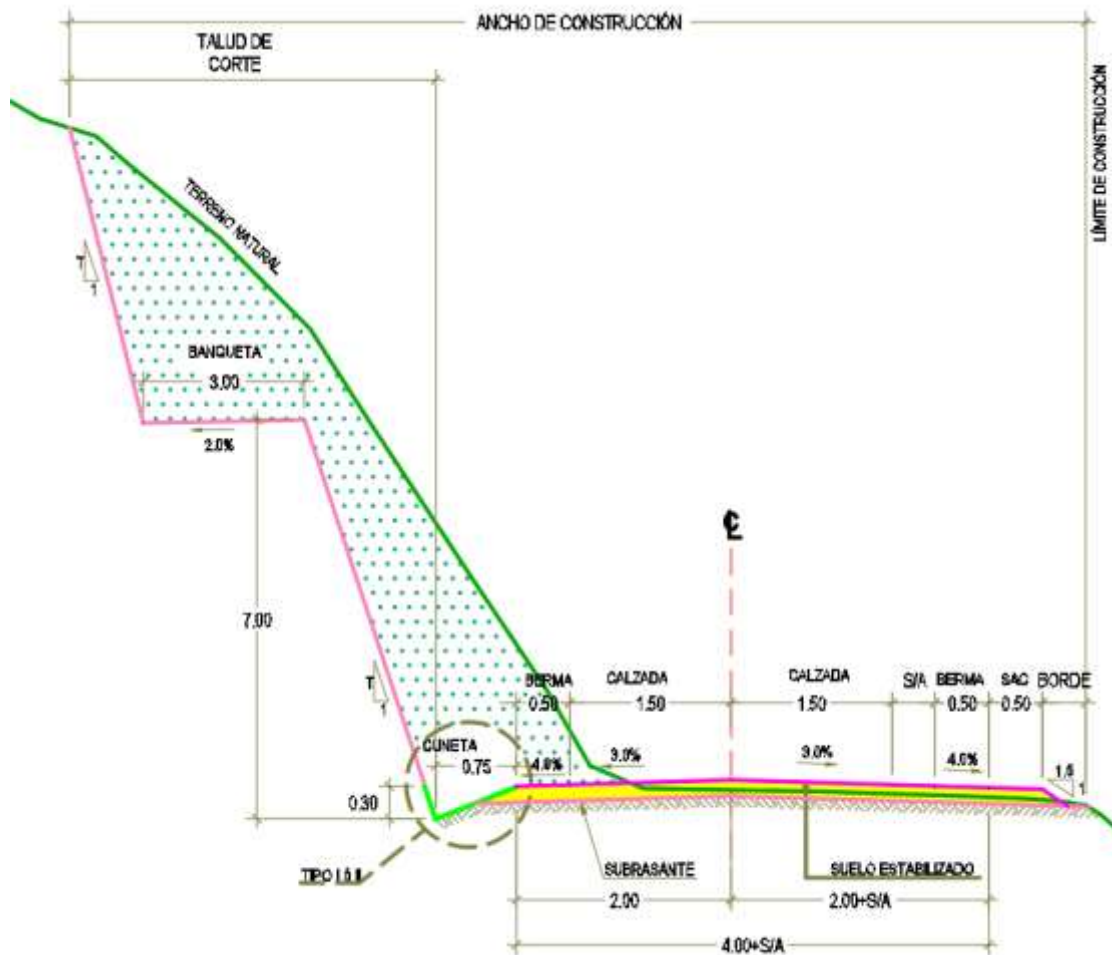 ANCHO DE CONSTRUCCIÓN
TALUD DE
CORTE
LÍMITE DE CONSTRUCCIÓN
TERRENO NATURAL
T
1
BANQUETA
3.00
2.0%
7.00
T
1
℄
BERMA
0.50
CALZADA
1.50
CALZADA
1.50
S/A
BERMA
0.50
SAC
0.50
BORDE
CUNETA
0.75
4.0%
3.0%
3.0%
4.0%
1.5
1
0.30
TIPO I ó II
SUBRASANTE
SUELO ESTABILIZADO
2.00
2.00+S/A
4.00+S/A